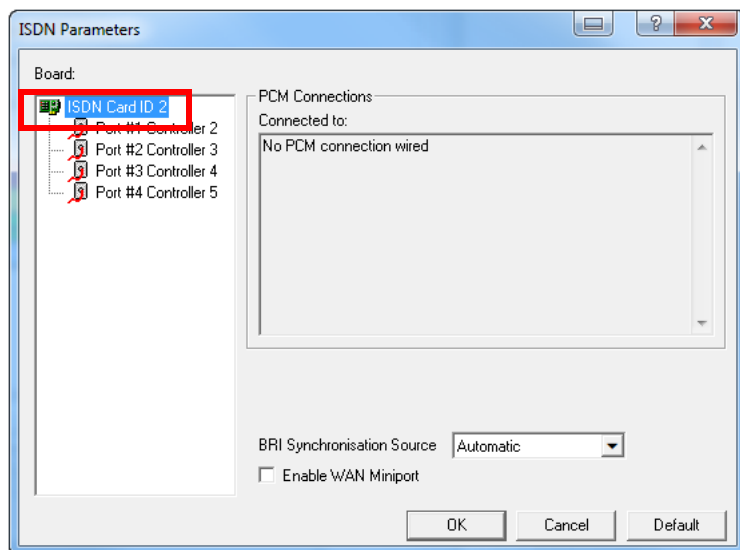 ISDN Parameters
Board:
ISDN Card ID 2
Port #1 Controller 2
Port #2 Controller 3
Port #3 Controller 4
Port #4 Controller 5
PCM Connections
Connected to:
No PCM connection wired
BRI Synchronisation Source Automatic
Enable WAN Miniport
OK Cancel Default